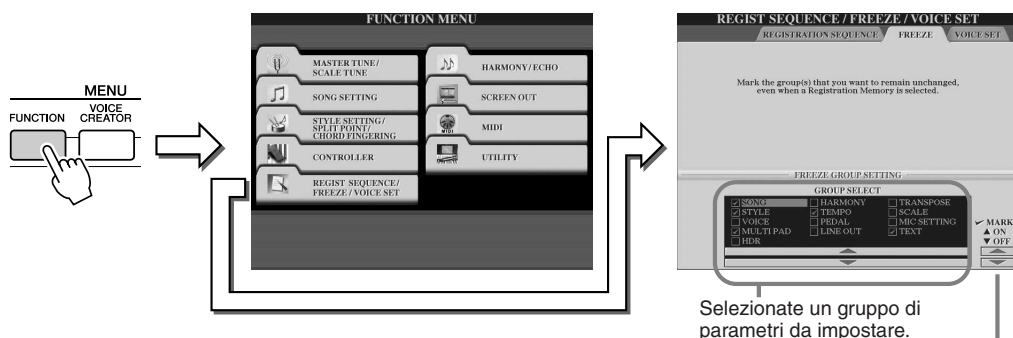 MENU
FUNCTION
VOICE
CREATOR
FUNCTION MENU
MASTER TUNE/
SCALE TUNE
SONG SETTING
STYLE SETTING/
SPLIT POINT/
CHORD FINGERING
CONTROLLER
REGIST SEQUENCE/
FREEZE / VOICE SET
HARMONY/ ECHO
SCREEN OUT
MIDI
MIDI
UTILITY
REGIST SEQUENCE / FREEZE / VOICE SET
REGISTRATION SEQUENCE
FREEZE
VOICE SET
Mark the group(s) that you want to remain unchanged,
even when a Registration Memory is selected.
FREEZE GROUP SETTING
GROUP SELECT
SONG HARMONY TRANSPOSE
STYLE TEMPO SCALE
VOICE PEDAL MIC SETTING
MULTI PAD LINE OUT TEXT
HDR
MARK
▲ ON
▼ OFF
Selezionate un gruppo di
parametri da impostare.